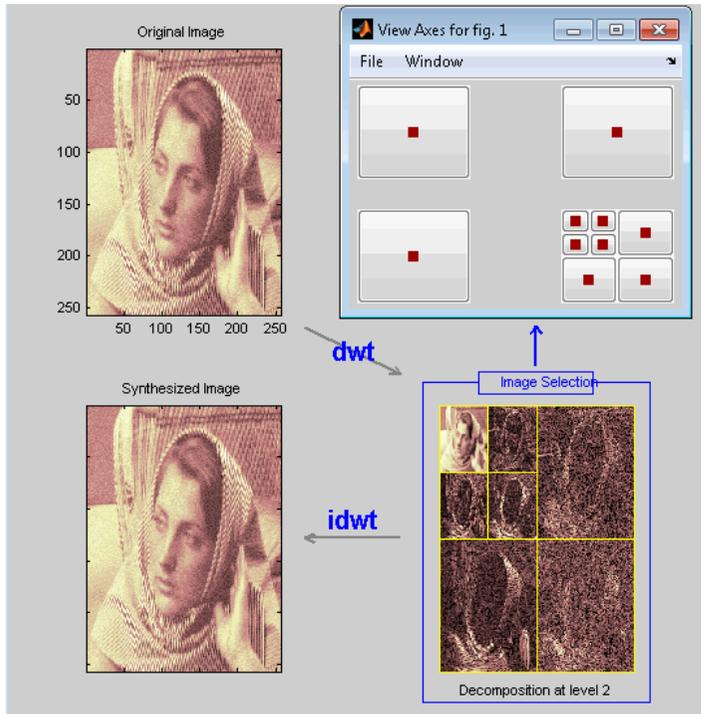 Original Image
50
100
150
200
250
50 100 150 200 250
View Axes for fig. 1
File Window
dwt
Image Selection
Synthesized Image
idwt
Decomposition at level 2